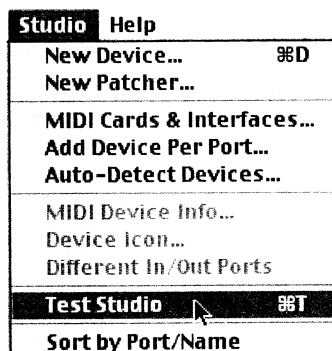 Studio Help
New Device... ⌘D
New Patcher...
MIDI Cards & Interfaces...
Add Device Per Port...
Auto-Detect Devices...
MIDI Device Info...
Device Icon...
Different In/Out Ports
Test Studio ⌘T
Sort by Port/Name